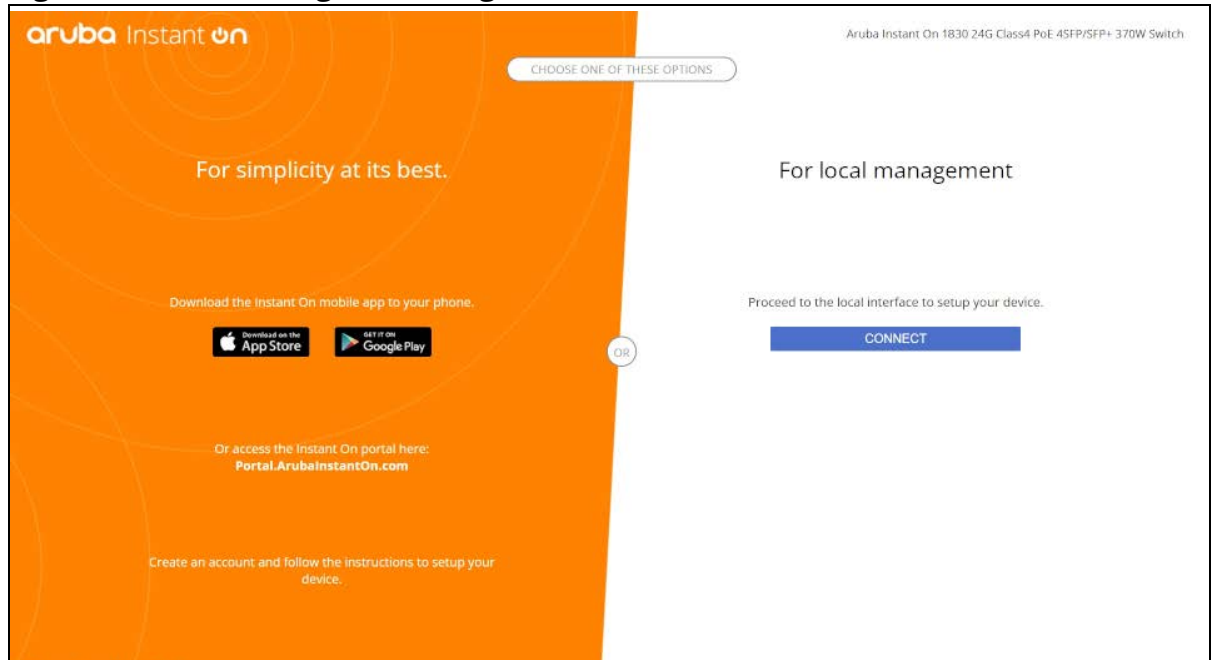 aruba Instant on
Aruba Instant On 1830 24G Class4 PoE 4SFP/SFP+ 370W Switch
CHOOSE ONE OF THESE OPTIONS
For simplicity at its best.
Download the Instant On mobile app to your phone.
Download on the
App Store
GET IT ON
Google Play
Or access the Instant On portal here:
Portal.ArubaInstantOn.com
Create an account and follow the instructions to setup your
device.
OR
For local management
Proceed to the local interface to setup your device.
CONNECT